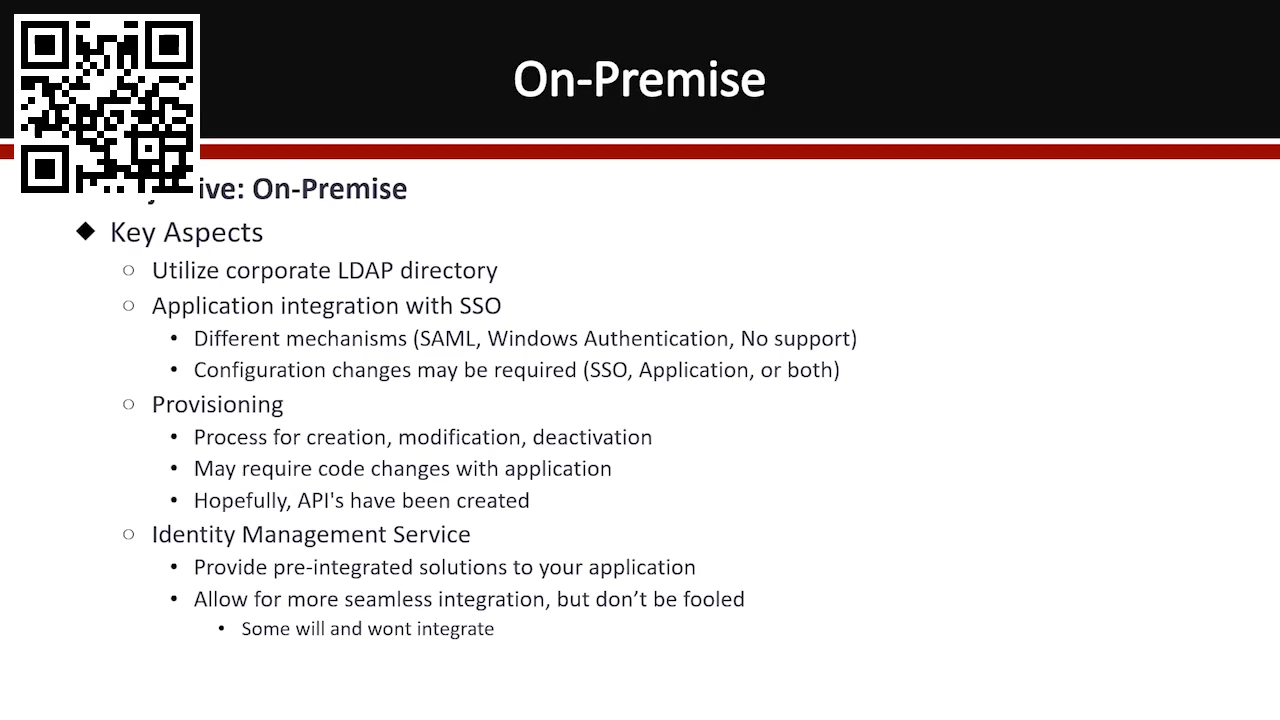 On-Premise
ive: On-Premise
Key Aspects
Utilize corporate LDAP directory
Application integration with SSO
Different mechanisms (SAML, Windows Authentication, No support)
Configuration changes may be required (SSO, Application, or both)
Provisioning
Process for creation, modification, deactivation
May require code changes with application
Hopefully, API's have been created
Identity Management Service
Provide pre-integrated solutions to your application
Allow for more seamless integration, but don’t be fooled
Some will and wont integrate